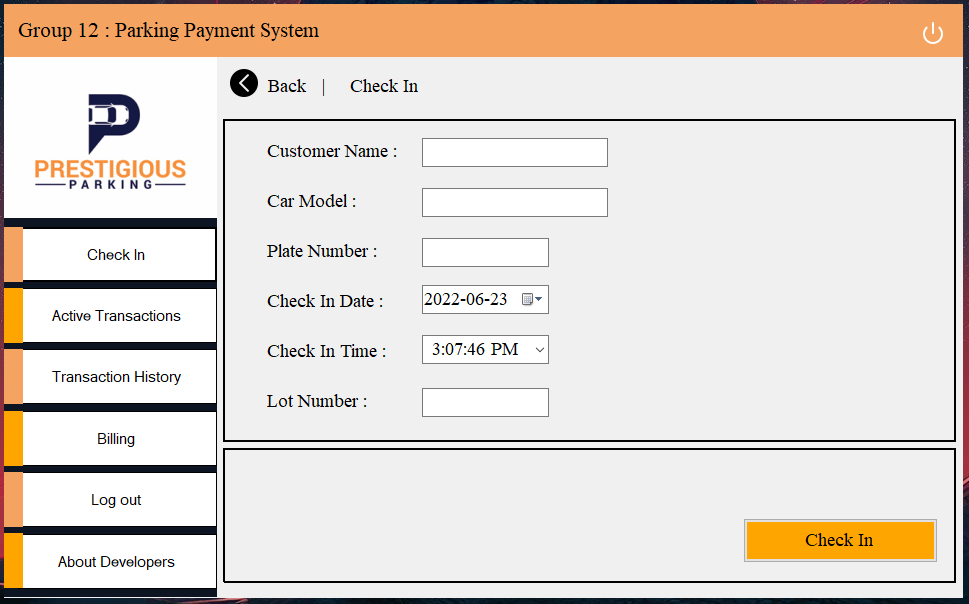 Group 12 : Parking Payment System
Back | Check In
PRESTIGIOUS
PARKING
Check In
Active Transactions
Transaction History
Billing
Log out
About Developers
Customer Name :
Car Model :
Plate Number :
Check In Date : 2022-06-23
Check In Time : 3:07:46 PM
Lot Number :
Check In